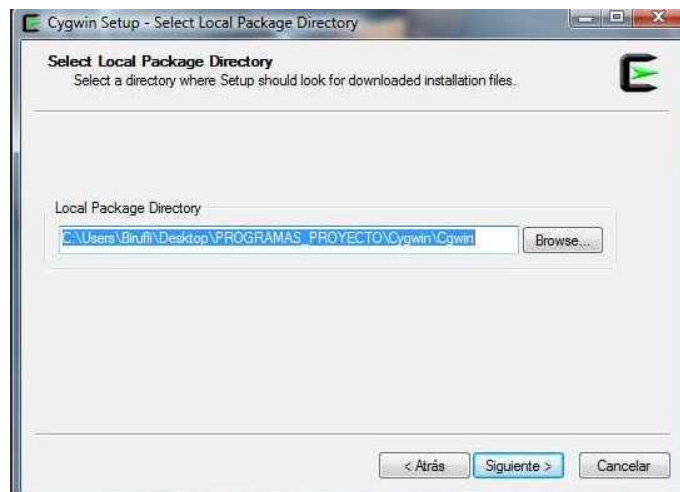 Cygwin Setup - Select Local Package Directory
Select Local Package Directory
Select a directory where Setup should look for downloaded installation files.
Local Package Directory
C:\Users\Birufli\Desktop\PROGRAMAS_PROYECTO\Cygwin\Cgwin
Browse...
< Atrás
Siguiente >
Cancelar